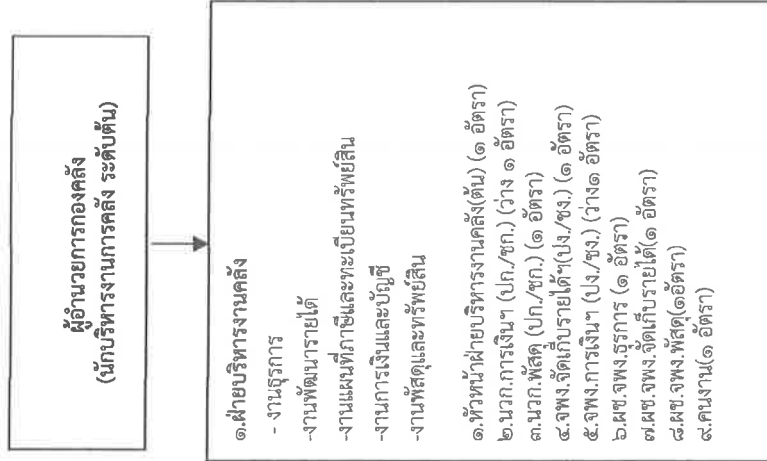 ผู้อำนวยการกองคลัง
(นักบริหารงานการคลัง ระดับต้น)
๑.ฝ่ายบริหารงานคลัง
- งานธุรการ
-งานพัฒนารายได้
-งานแผนที่ภาษีและทะเบียนทรัพย์สิน
-งานการเงินและบัญชี
-งานพัสดุและทรัพย์สิน
๑.หัวหน้าฝ่ายบริหารงานคลัง(ต้น) (๑ อัตรา)
๒.นวก.การเงินฯ (ปก./ชก.) (ว่าง ๑ อัตรา)
๓.นวก.พัสดุ (ปก./ชก.) (๑ อัตรา)
๔.จพง.จัดเก็บรายได้ฯ(ปง./ชง.) (๑ อัตรา)
๕.จพง.การเงินฯ (ปง./ชง.) (ว่าง๑ อัตรา)
๖.ผช.จพง.ธุรการ (๑ อัตรา)
๗.ผช.จพง.จัดเก็บรายได้(๑ อัตรา)
๘.ผช.จพง.พัสดุ(๑อัตรา)
๙.คนงาน(๑ อัตรา)